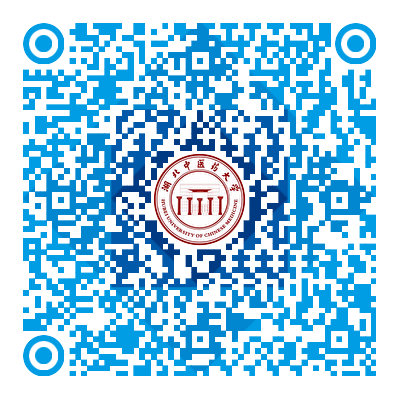 湖北中医药大学
HUBEI UNIVERSITY OF CHINESE MEDICINE